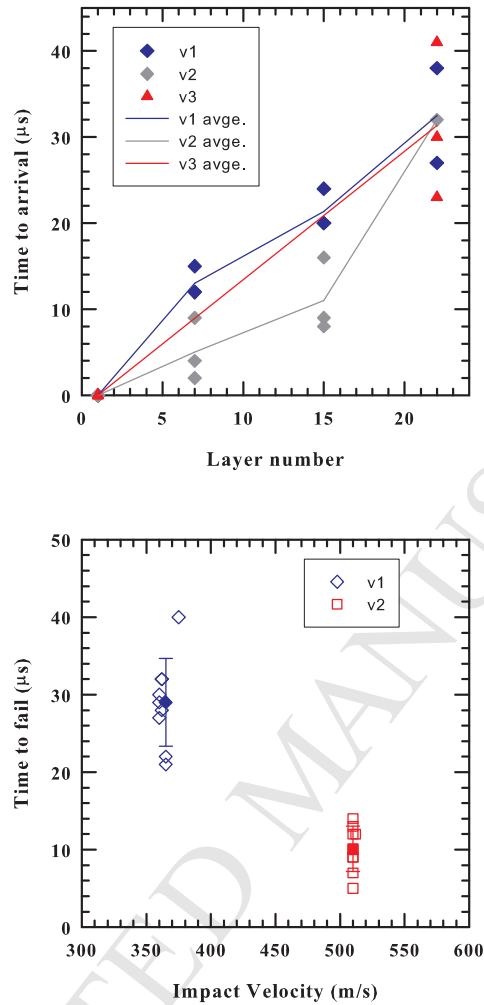 40
30
20
10
0
Time to arrival (μs)
v1
v2
v3
v1 avge.
v2 avge.
v3 avge.
0 5 10 15 20
Layer number
50
40
30
20
10
0
Time to fail (μs)
v1
v2
300 350 400 450 500 550 600
Impact Velocity (m/s)
TED MANUS